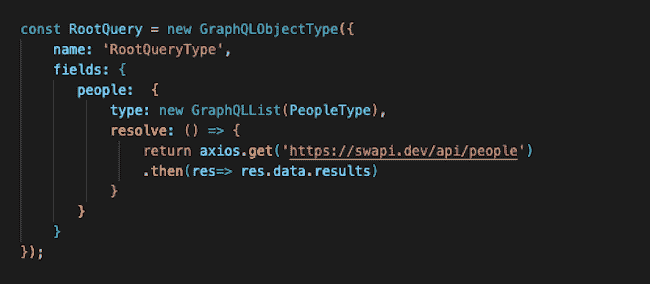 const RootQuery = new GraphQLObjectType({
    name: 'RootQueryType',
    fields: {
        people:  {
            type: new GraphQLList(PeopleType),
            resolve: () => {
                return axios.get('https://swapi.dev/api/people')
                .then(res=> res.data.results)
            }
        }
    }
});